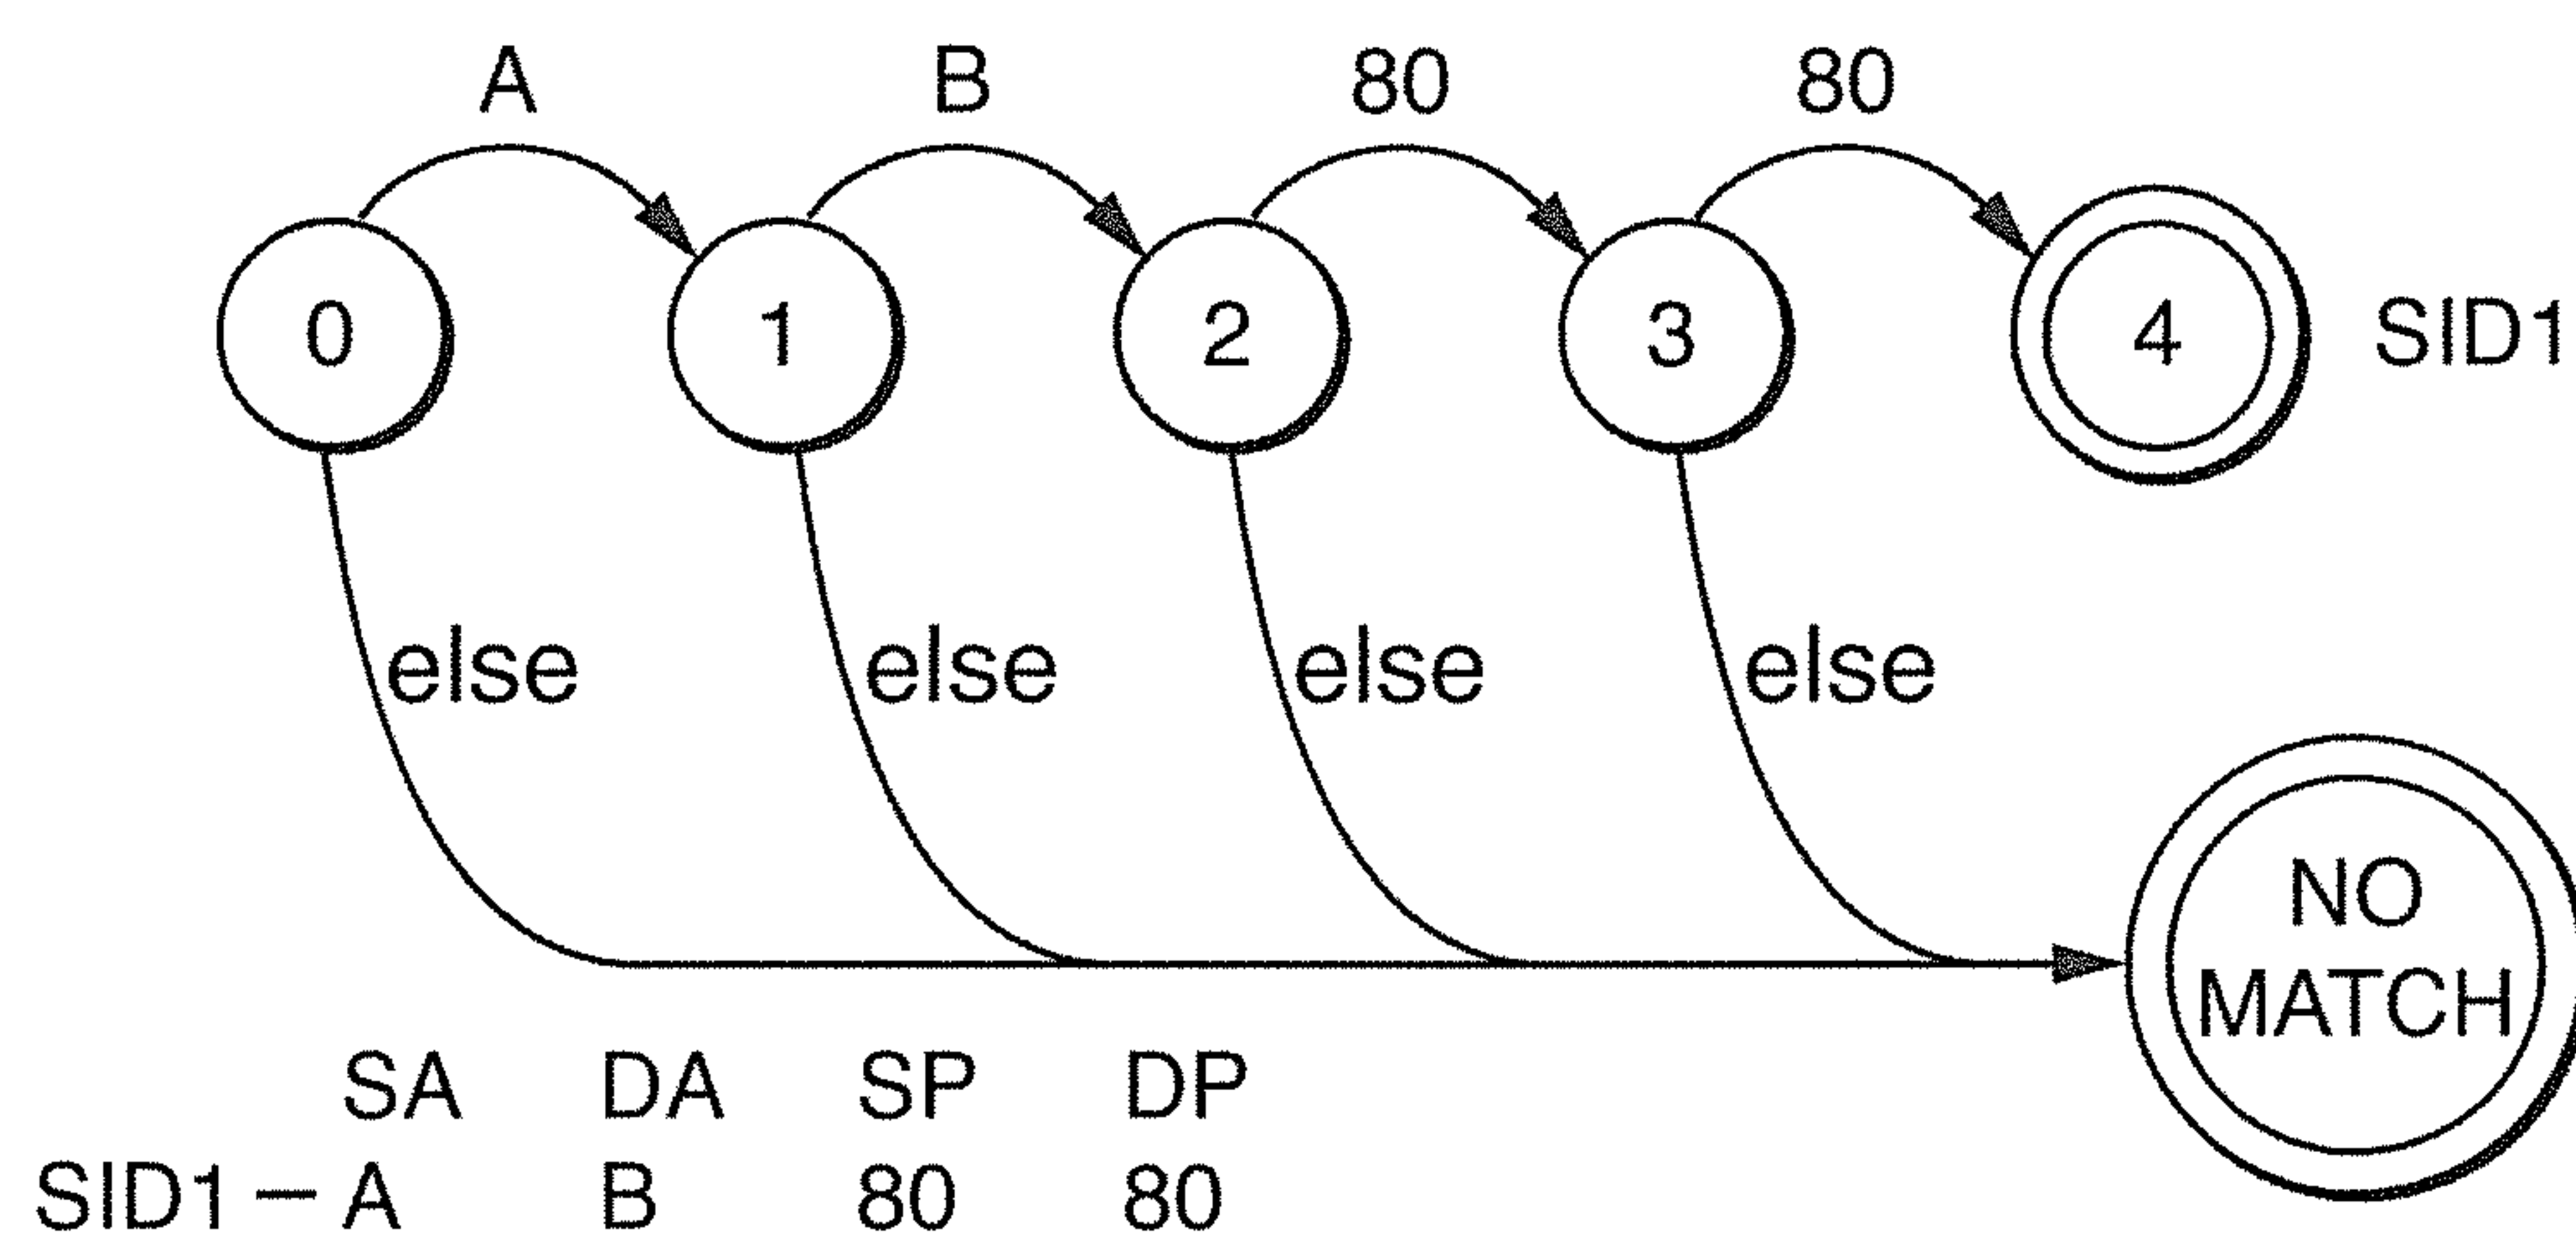 A B 80 80
0 1 2 3 4 SID1
else else else else
NO
MATCH
SA DA SP DP
SID1 — A B 80 80